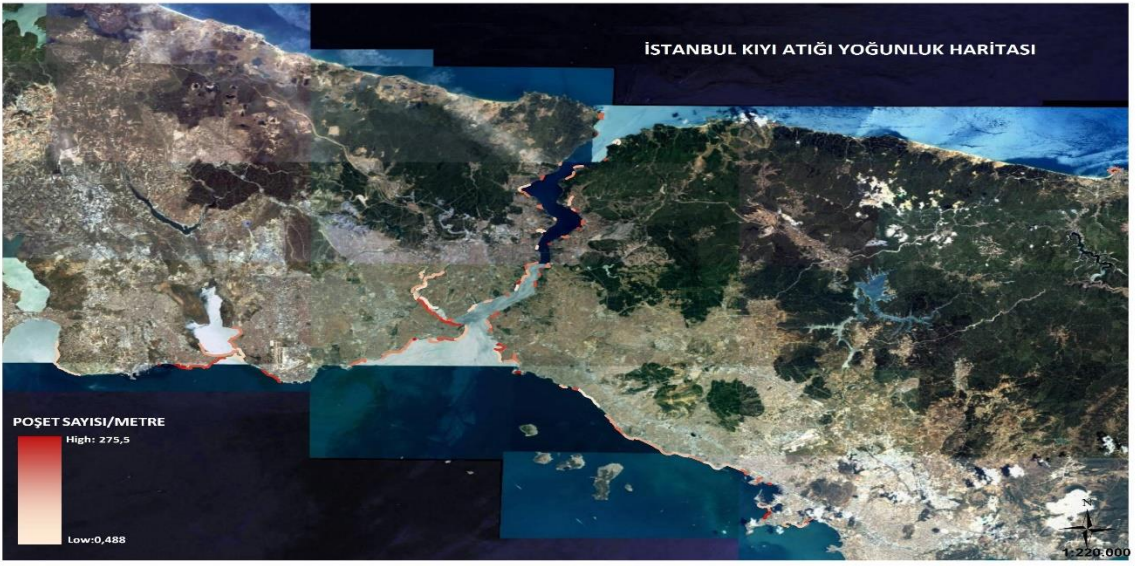 İSTANBUL KIYI ATIĞI YOĞUNLUK HARİTASI
POŞET SAYISI/METRE
High: 275,5
Low:0,488
N
1:220.000